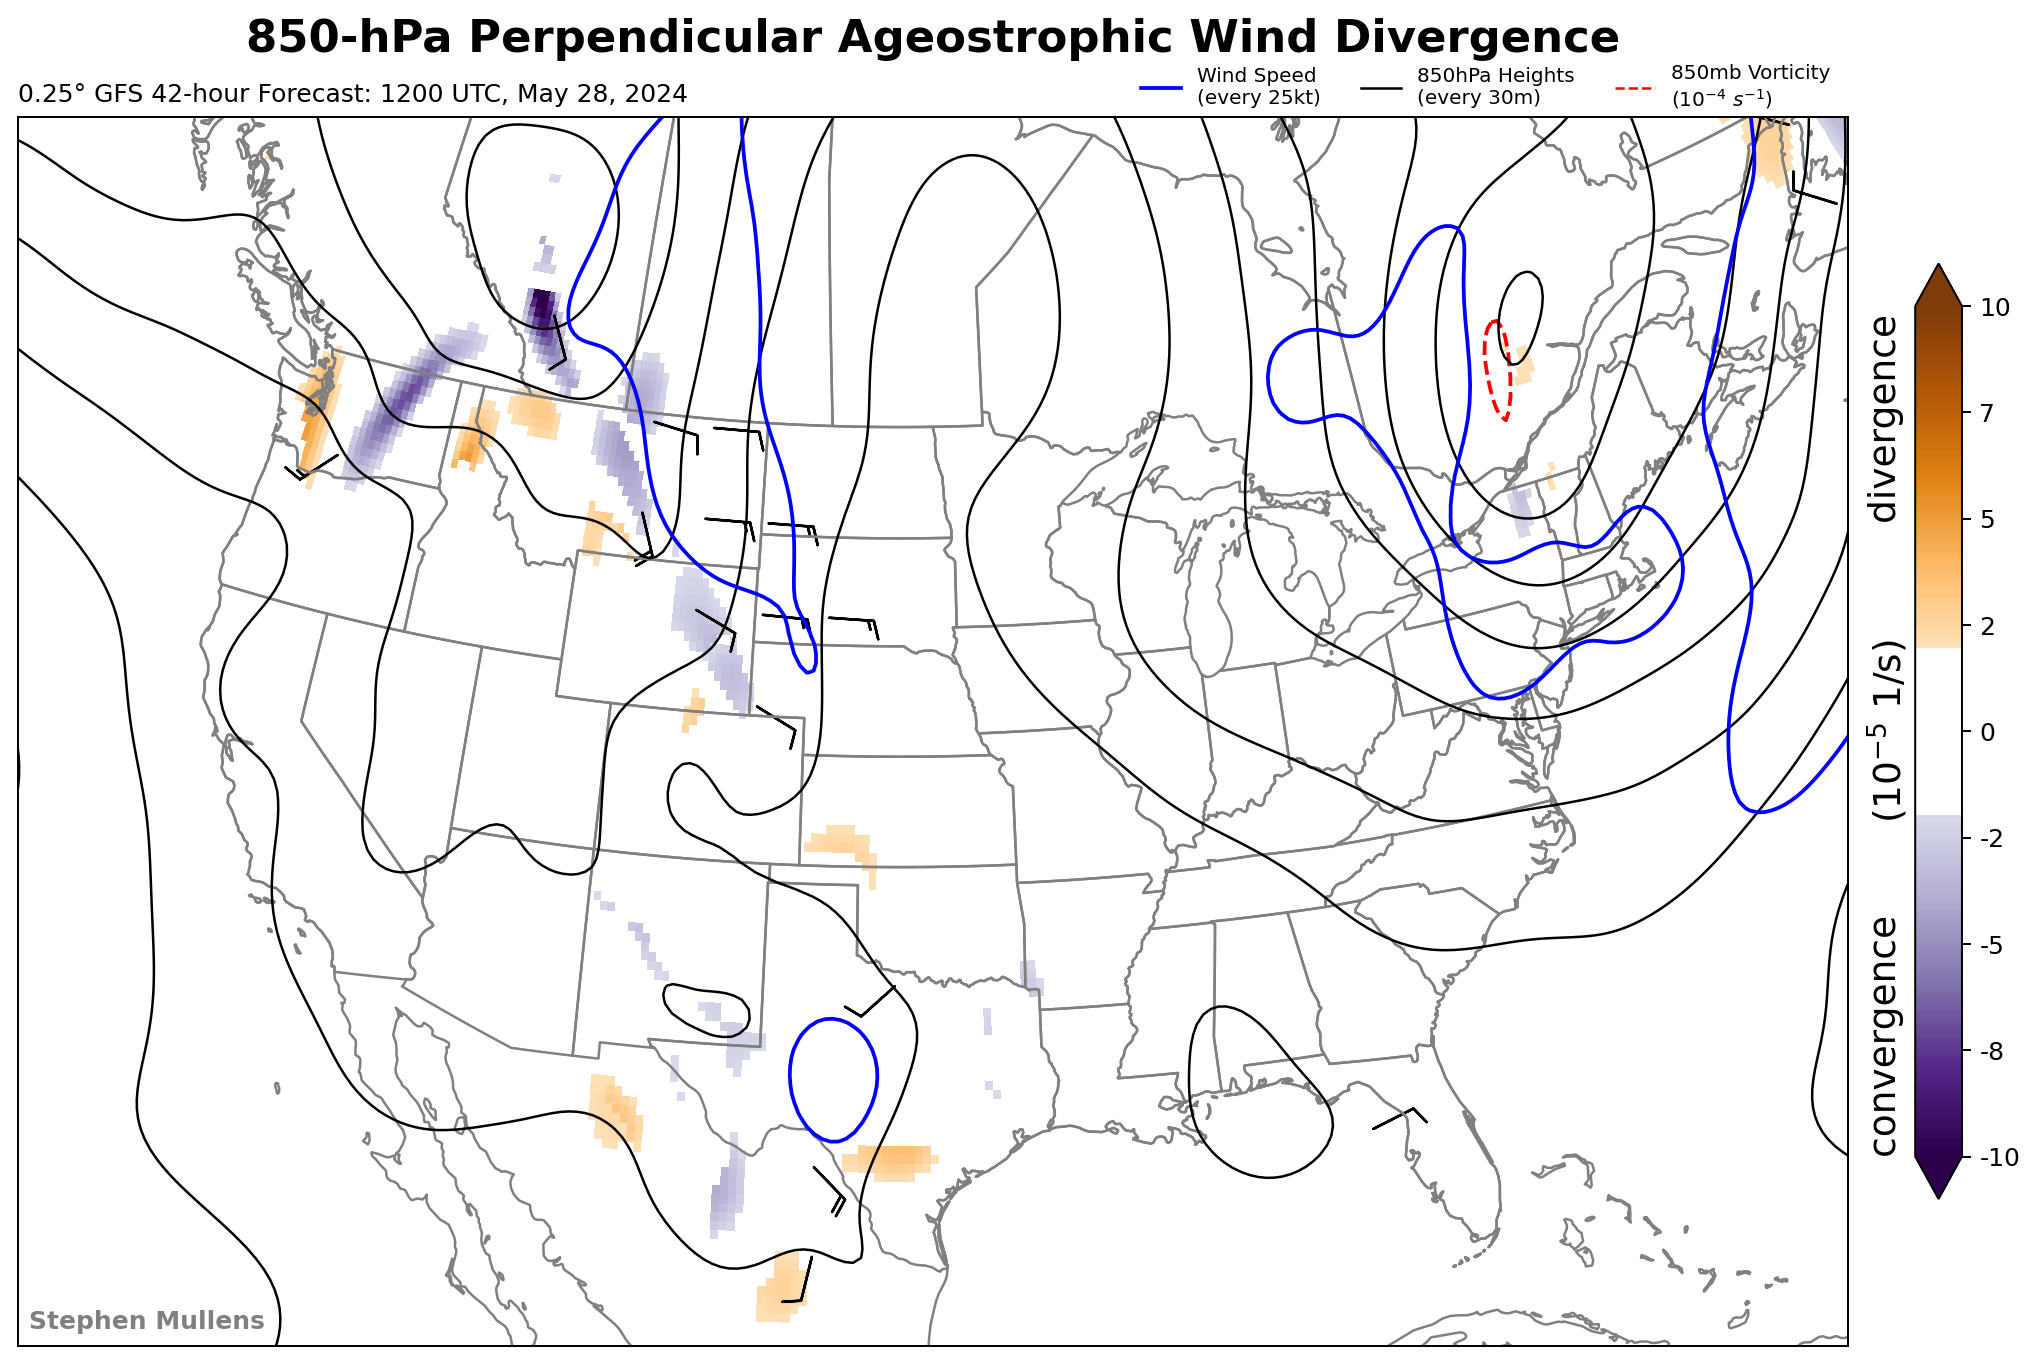 850-hPa Perpendicular Ageostrophic Wind Divergence
0.25° GFS 42-hour Forecast: 1200 UTC, May 28, 2024
Wind Speed
(every 25kt)
850hPa Heights
(every 30m)
850mb Vorticity
(10⁻⁴ s⁻¹)
10
7
5
2
0
-2
-5
-8
-10
convergence (10⁻⁵ 1/s) divergence
Stephen Mullens